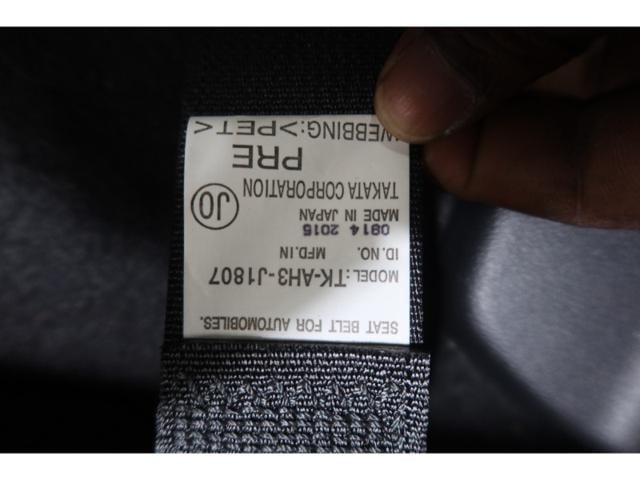 SEAT BELT FOR AUTOMOBILES.
MODEL:TK-AH3-J1807
ID.NO. MFD.IN
0814 2015
MADE IN JAPAN
TAKATA CORPORATION
JO
PRE
WEBBING:>PET<